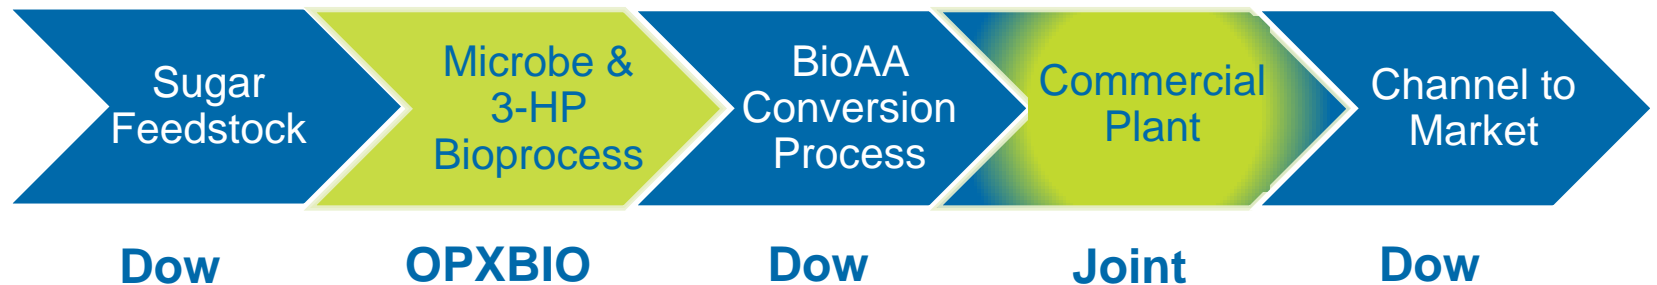 Sugar
Feedstock
Microbe &
3-HP
Bioprocess
BioAA
Conversion
Process
Commercial
Plant
Channel to
Market
Dow
OPXBIO
Dow
Joint
Dow